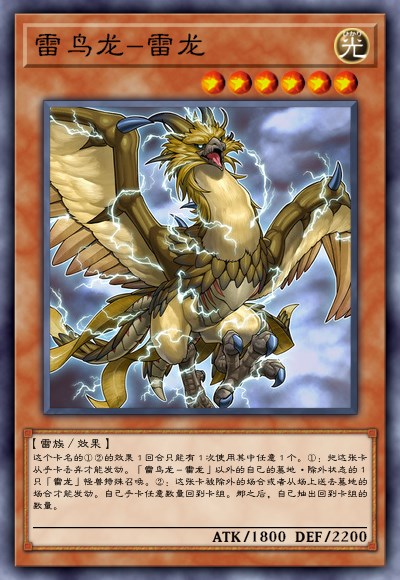 雷鸟龙-雷龙
ひかり
光
【雷族/效果】
这个卡名的①②的效果1回合只能有1次使用其中任意1个。①：把这张卡
从手卡丢弃才能发动。「雷鸟龙-雷龙」以外的自己的墓地·除外状态的1
只「雷龙」怪兽特殊召唤。②：这张卡被除外的场合或者从场上送去墓地的
场合才能发动。自己手卡任意数量回到卡组。那之后，自己抽出回到卡组的
数量。
ATK/1800 DEF/2200